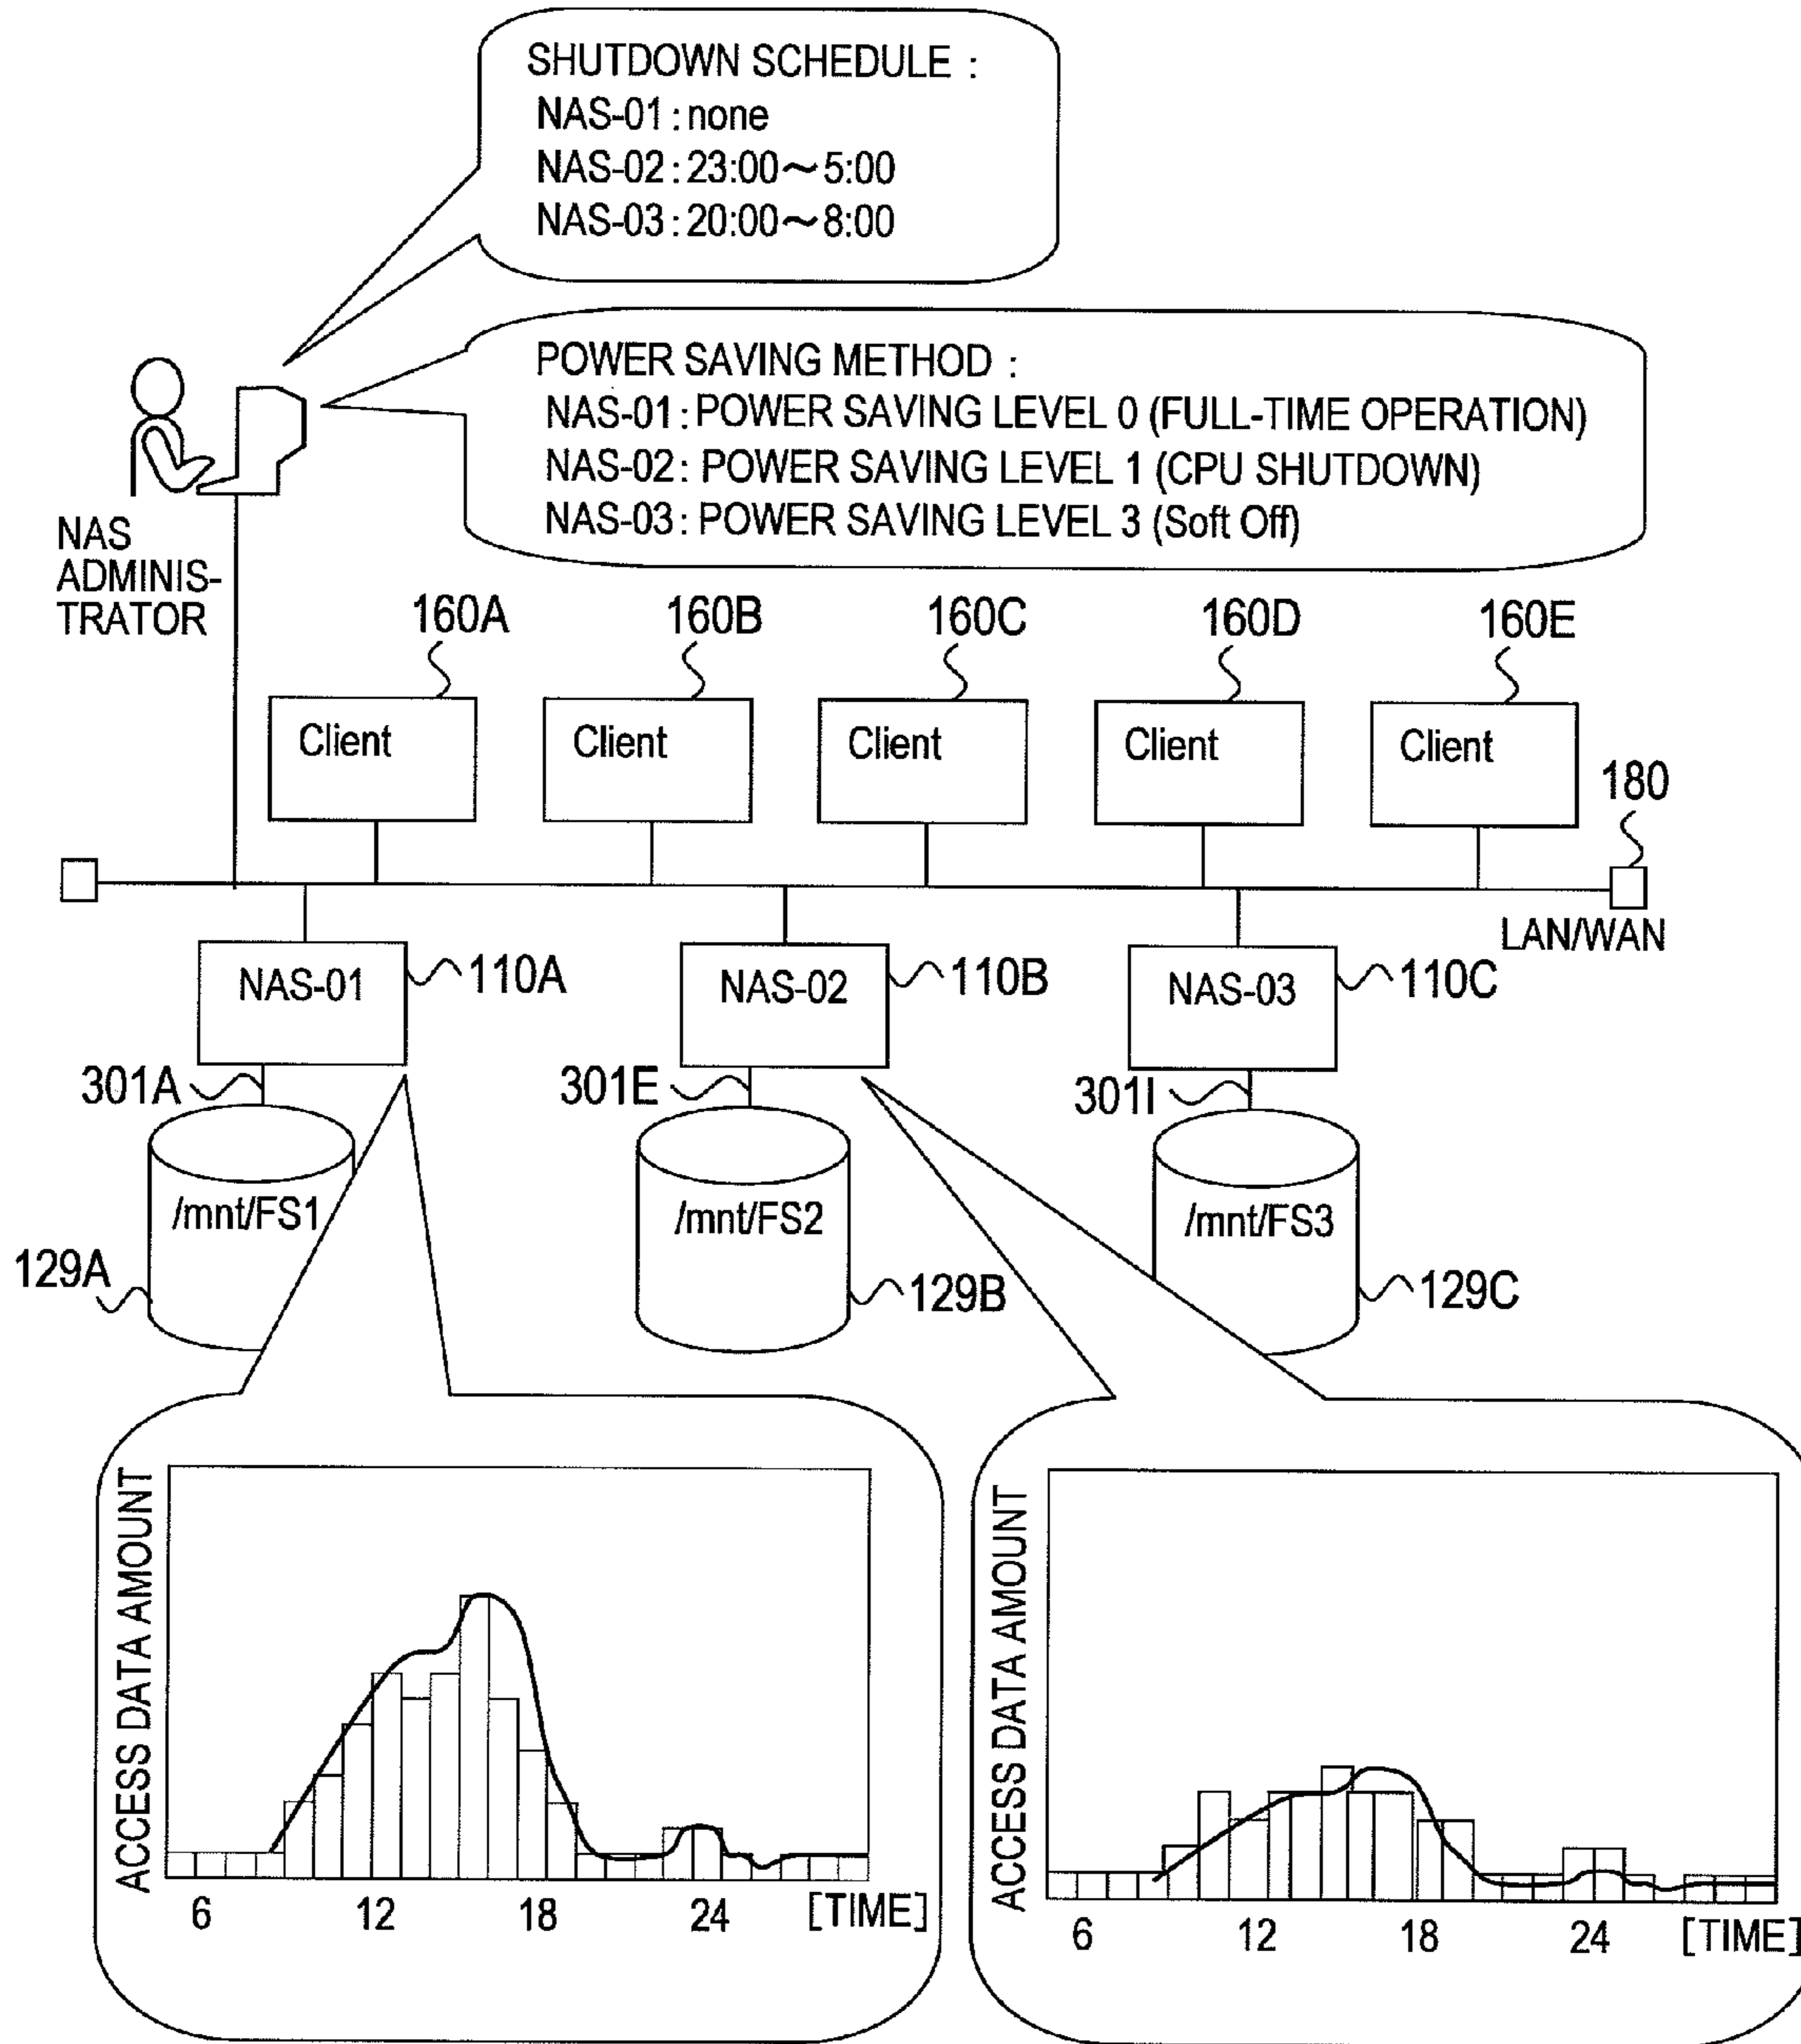 SHUTDOWN SCHEDULE :
NAS-01 : none
NAS-02 : 23:00～5:00
NAS-03 : 20:00～8:00
POWER SAVING METHOD :
NAS-01 : POWER SAVING LEVEL 0 (FULL-TIME OPERATION)
NAS-02 : POWER SAVING LEVEL 1 (CPU SHUTDOWN)
NAS-03 : POWER SAVING LEVEL 3 (Soft Off)
NAS
ADMINIS-
TRATOR
160A 160B 160C 160D 160E
Client Client Client Client Client
180
LAN/WAN
NAS-01 110A NAS-02 110B NAS-03 110C
301A 301E 301I
/mnt/FS1 /mnt/FS2 /mnt/FS3
129A 129B 129C
ACCESS DATA AMOUNT
6 12 18 24 [TIME]
ACCESS DATA AMOUNT
6 12 18 24 [TIME]